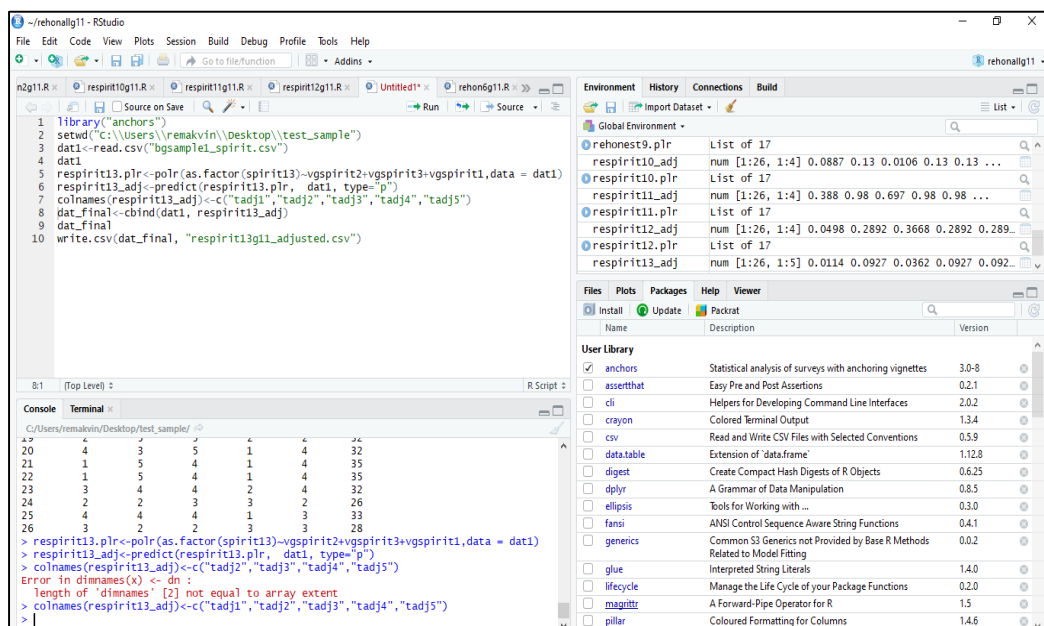 ~/rehonallg11 - RStudio
File Edit Code View Plots Session Build Debug Profile Tools Help
Go to file/function Addins
rehonallg11
n2g11.R respirit10g11.R respirit11g11.R respirit12g11.R Untitled1* rehon6g11.R
Source on Save Run Source
1 library("anchors")
2 setwd("C:\\Users\\remakvin\\Desktop\\test_sample")
3 dat1<-read.csv("bgsample1_spirit.csv")
4 dat1
5 respirit13.plr<-polr(as.factor(spirit13)~vgspirit2+vgspirit3+vgspirit1,data = dat1)
6 respirit13_adj<-predict(respirit13.plr, dat1, type="p")
7 colnames(respirit13_adj)<-c("tadj1","tadj2","tadj3","tadj4","tadj5")
8 dat_final<-cbind(dat1, respirit13_adj)
9 dat_final
10 write.csv(dat_final, "respirit13g11_adjusted.csv")
8:1 (Top Level) R Script
Console Terminal
C:/Users/remakvin/Desktop/test_sample/
20 4 3 5 1 4 32
21 1 5 4 1 4 35
22 1 5 4 1 4 35
23 3 4 4 2 4 32
24 2 2 3 3 2 26
25 4 4 4 1 3 33
26 3 2 2 3 3 28
> respirit13.plr<-polr(as.factor(spirit13)~vgspirit2+vgspirit3+vgspirit1,data = dat1)
> respirit13_adj<-predict(respirit13.plr, dat1, type="p")
> colnames(respirit13_adj)<-c("tadj2","tadj3","tadj4","tadj5")
Error in dimnames(x) <- dn :
length of 'dimnames' [2] not equal to array extent
> colnames(respirit13_adj)<-c("tadj1","tadj2","tadj3","tadj4","tadj5")
>
Environment History Connections Build
Import Dataset List
Global Environment
rehonest9.plr List of 17
respirit10_adj num [1:26, 1:4] 0.0887 0.13 0.0106 0.13 0.13 ...
respirit10.plr List of 17
respirit11_adj num [1:26, 1:4] 0.388 0.98 0.697 0.98 0.98 ...
respirit11.plr List of 17
respirit12_adj num [1:26, 1:4] 0.0498 0.2892 0.3668 0.2892 0.289…
respirit12.plr List of 17
respirit13_adj num [1:26, 1:5] 0.0114 0.0927 0.0362 0.0927 0.092…
Files Plots Packages Help Viewer
Install Update Packrat
Name Description Version
User Library
anchors Statistical analysis of surveys with anchoring vignettes 3.0-8
assertthat Easy Pre and Post Assertions 0.2.1
cli Helpers for Developing Command Line Interfaces 2.0.2
crayon Colored Terminal Output 1.3.4
csv Read and Write CSV Files with Selected Conventions 0.5.9
data.table Extension of `data.frame` 1.12.8
digest Create Compact Hash Digests of R Objects 0.6.25
dplyr A Grammar of Data Manipulation 0.8.5
ellipsis Tools for Working with ... 0.3.0
fansi ANSI Control Sequence Aware String Functions 0.4.1
generics Common S3 Generics not Provided by Base R Methods 0.0.2
Related to Model Fitting
glue Interpreted String Literals 1.4.0
lifecycle Manage the Life Cycle of your Package Functions 0.2.0
magrittr A Forward-Pipe Operator for R 1.5
pillar Coloured Formatting for Columns 1.4.6